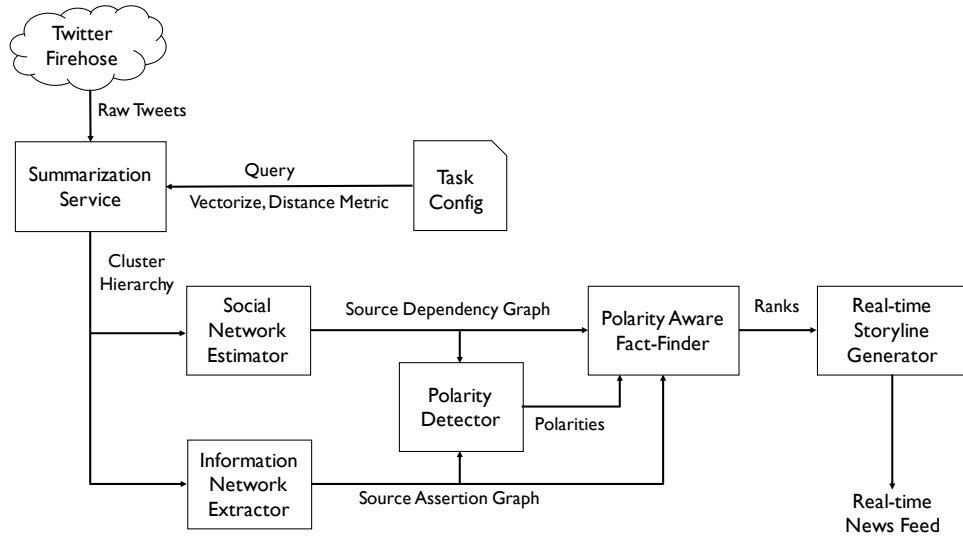 Twitter
Firehose
Raw Tweets
Summarization
Service
Query
Vectorize, Distance Metric
Task
Config
Cluster
Hierarchy
Social
Network
Estimator
Source Dependency Graph
Polarity Aware
Fact-Finder
Ranks
Real-time
Storyline
Generator
Polarity
Detector
Polarities
Information
Network
Extractor
Source Assertion Graph
Real-time
News Feed